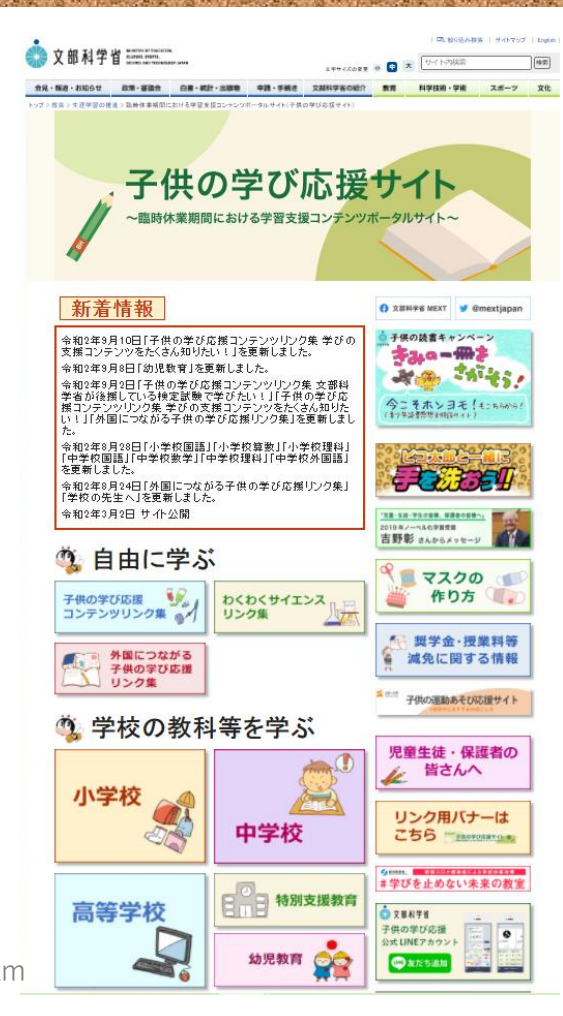 絞り込み検索 | サイトマップ | English
文部科学省
文字サイズの変更 小 中 大
サイト内検索
検索
会見・報道・お知らせ
政策・審議会
白書・統計・出版物
申請・手続き
文部科学省の紹介
教育
科学技術・学術
スポーツ
文化
子供の学び応援サイト
~臨時休業期間における学習支援コンテンツポータルサイト~
新着情報
令和2年9月10日「子供の学び応援コンテンツリンク集 学びの
支援コンテンツをたくさん知りたい!」を更新しました。
令和2年9月8日「幼児教育」を更新しました。
令和2年9月2日「子供の学び応援コンテンツリンク集 文部科
学省が後援している検定試験で学びたい!」「子供の学び応
援コンテンツリンク集 学びの支援コンテンツをたくさん知りた
い!」「外国につながる子供の学び応援リンク集」を更新しまし
た。
令和2年8月28日「小学校国語」「小学校算数」「小学校理科」
「中学校国語」「中学校数学」「中学校理科」「中学校外国語」
を更新しました。
令和2年8月24日「外国につながる子供の学び応援リンク集」
「学校の先生へ」を更新しました。
令和2年3月2日 サイト公開
自由に学ぶ
子供の学び応援
コンテンツリンク集
わくわくサイエンス
リンク集
外国につながる
子供の学び応援
リンク集
学校の教科等を学ぶ
小学校
中学校
高等学校
特別支援教育
幼児教育
文部科学省 MEXT
@mextjapan
子供の読書キャンペーン
きみの一冊を
さがそう!
今こそホンヨモ!
手を洗おう!!
2019年ノーベル化学賞受賞
吉野彰 さんからメッセージ
マスクの
作り方
奨学金・授業料等
減免に関する情報
子供の運動あそび応援サイト
児童生徒・保護者の
皆さんへ
リンク用バナーは
こちら
#学びを止めない未来の教室
文部科学省
子供の学び応援
公式LINEアカウント
友だち追加